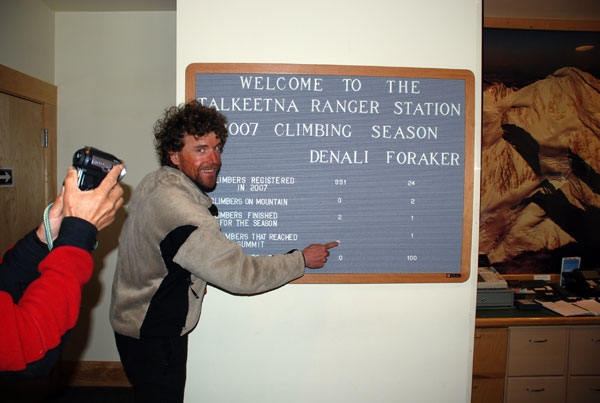 WELCOME TO THE
TALKEETNA RANGER STATION
2007 CLIMBING SEASON
DENALI FORAKER
CLIMBERS REGISTERED IN 2007 931 24
CLIMBERS ON MOUNTAIN 0 2
CLIMBERS FINISHED FOR THE SEASON 2 1
CLIMBERS THAT REACHED SUMMIT 1
0 100